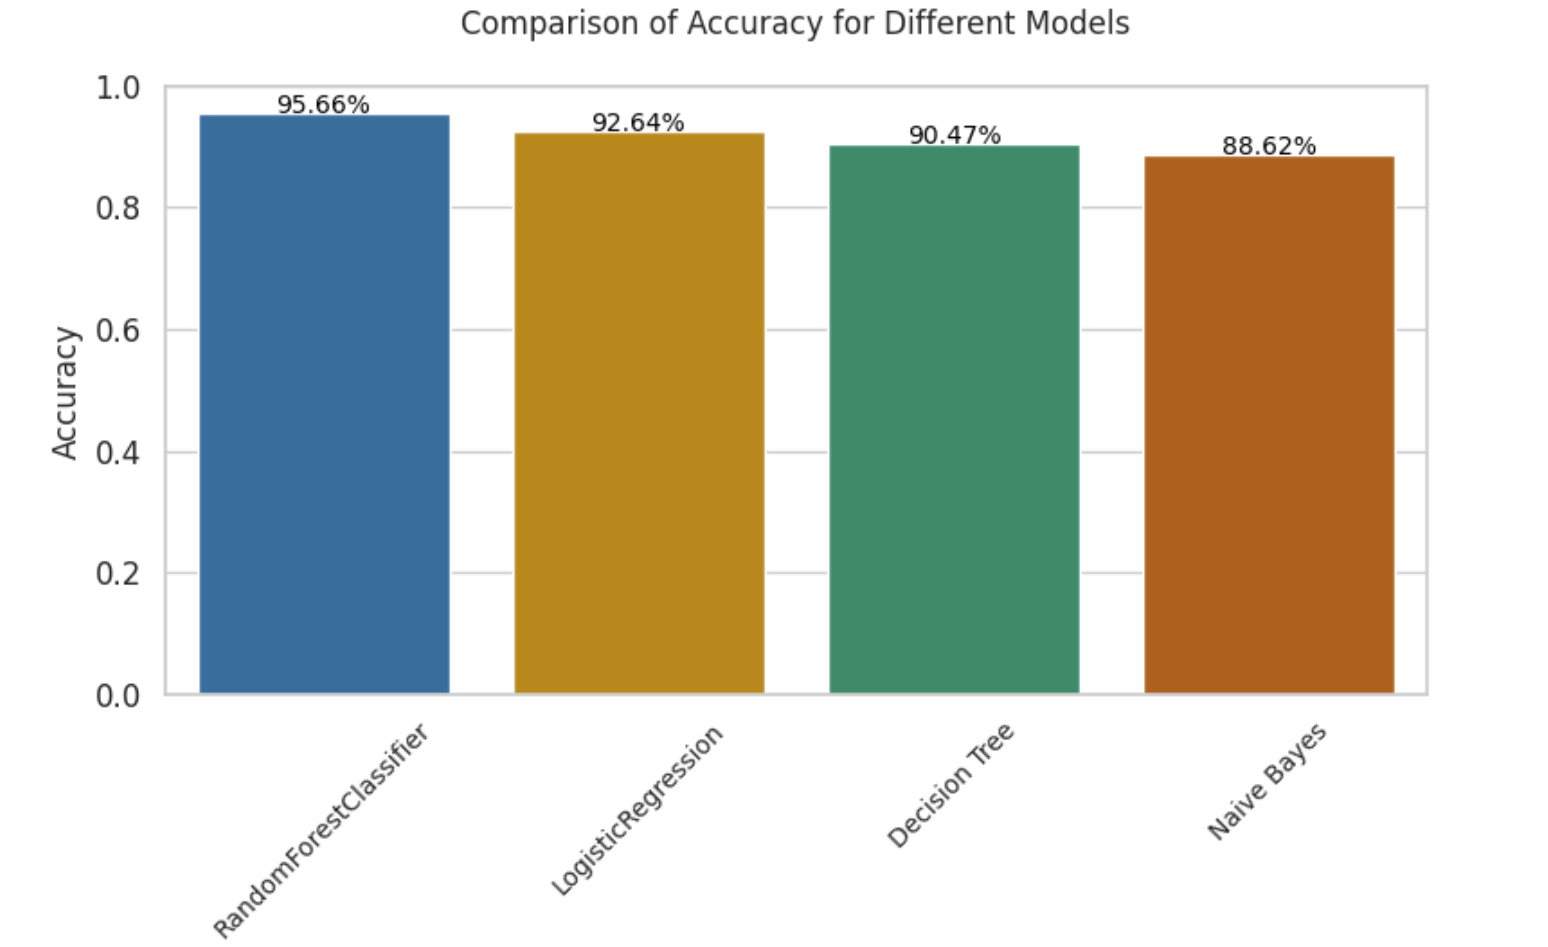 Comparison of Accuracy for Different Models
1.0
0.8
0.6
0.4
0.2
0.0
Accuracy
95.66%
92.64%
90.47%
88.62%
RandomForestClassifier
LogisticRegression
Decision Tree
Naive Bayes